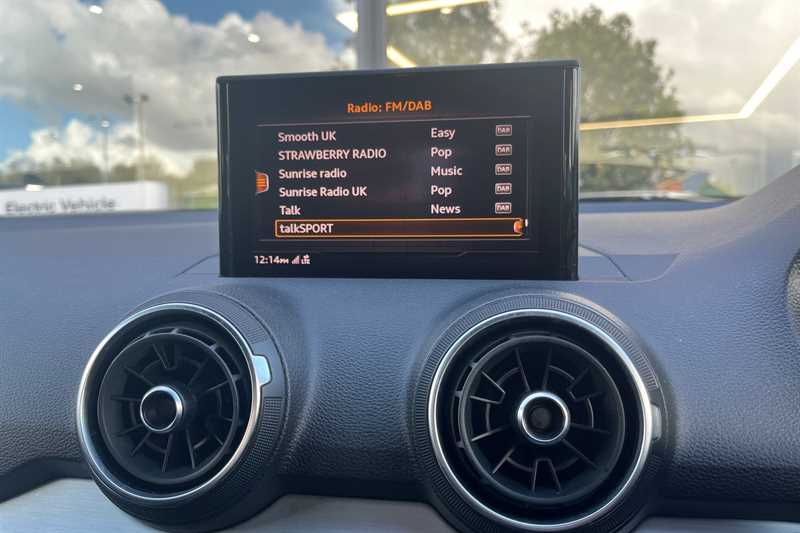 Radio: FM/DAB
Smooth UK Easy DAB
STRAWBERRY RADIO Pop DAB
Sunrise radio Music DAB
Sunrise Radio UK Pop DAB
Talk News DAB
talkSPORT
12:14PM LTE
Electric Vehicle